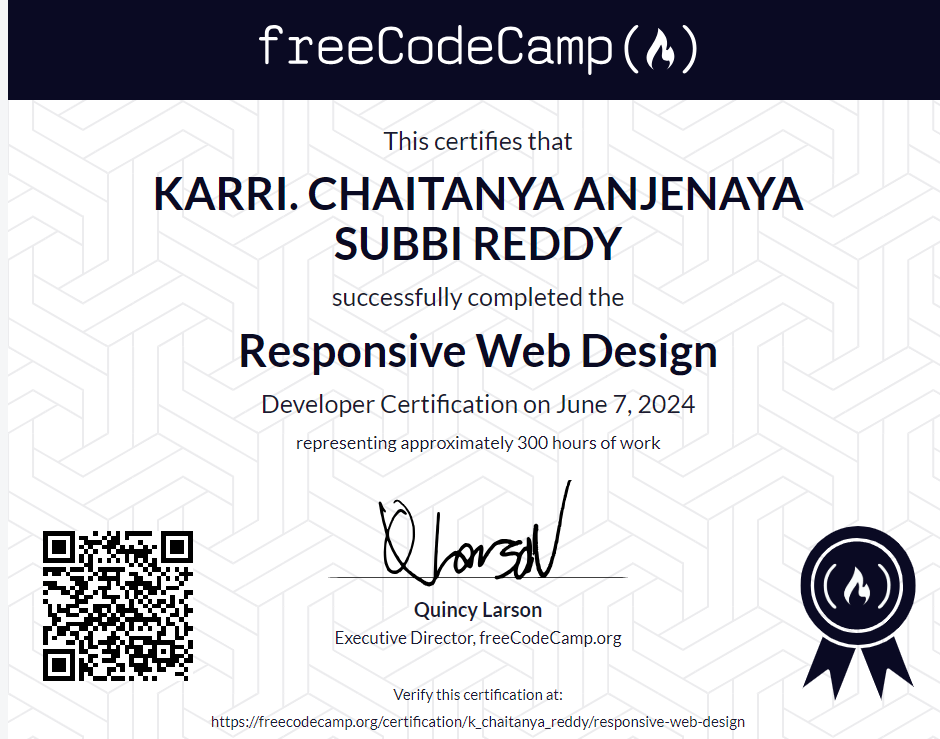 freeCodeCamp
This certifies that
KARRI. CHAITANYA ANJENAYA
SUBBI REDDY
successfully completed the
Responsive Web Design
Developer Certification on June 7, 2024
representing approximately 300 hours of work
Q Larson
Quincy Larson
Executive Director, freeCodeCamp.org
Verify this certification at:
https://freecodecamp.org/certification/k_chaitanya_reddy/responsive-web-design